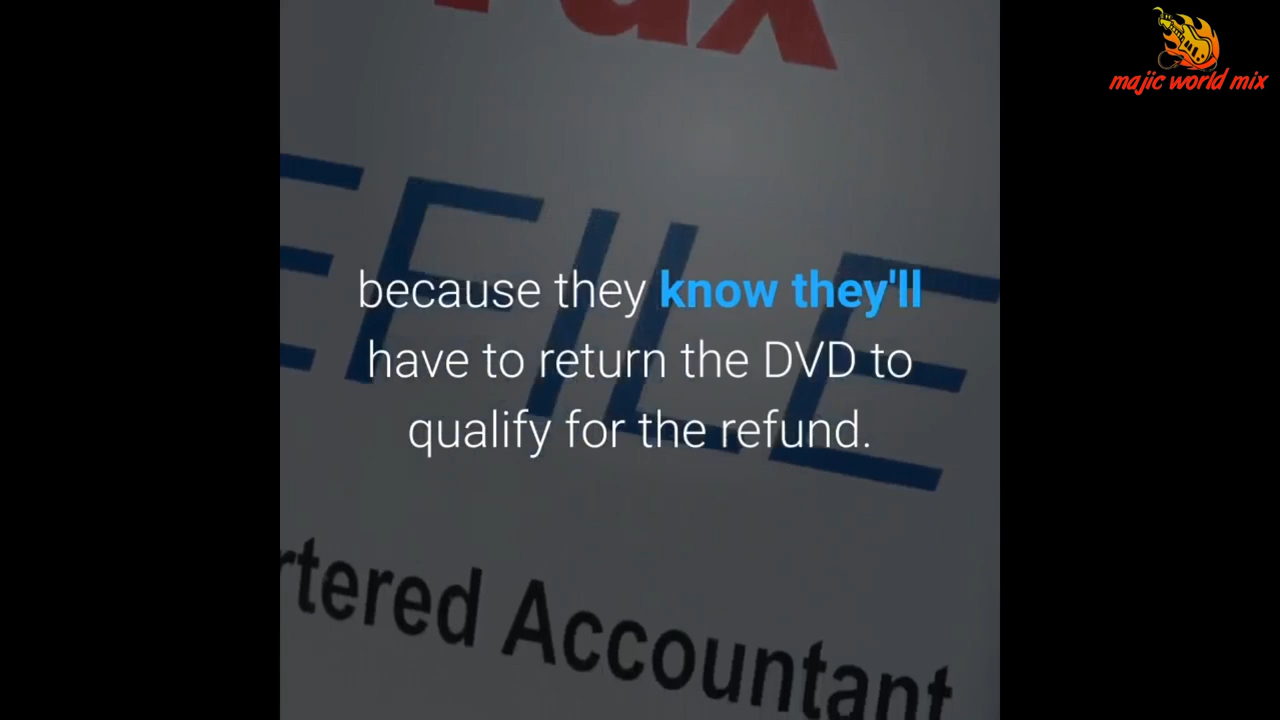 majic world mix
because they know they'll
have to return the DVD to
qualify for the refund.
EFILE
Accountant